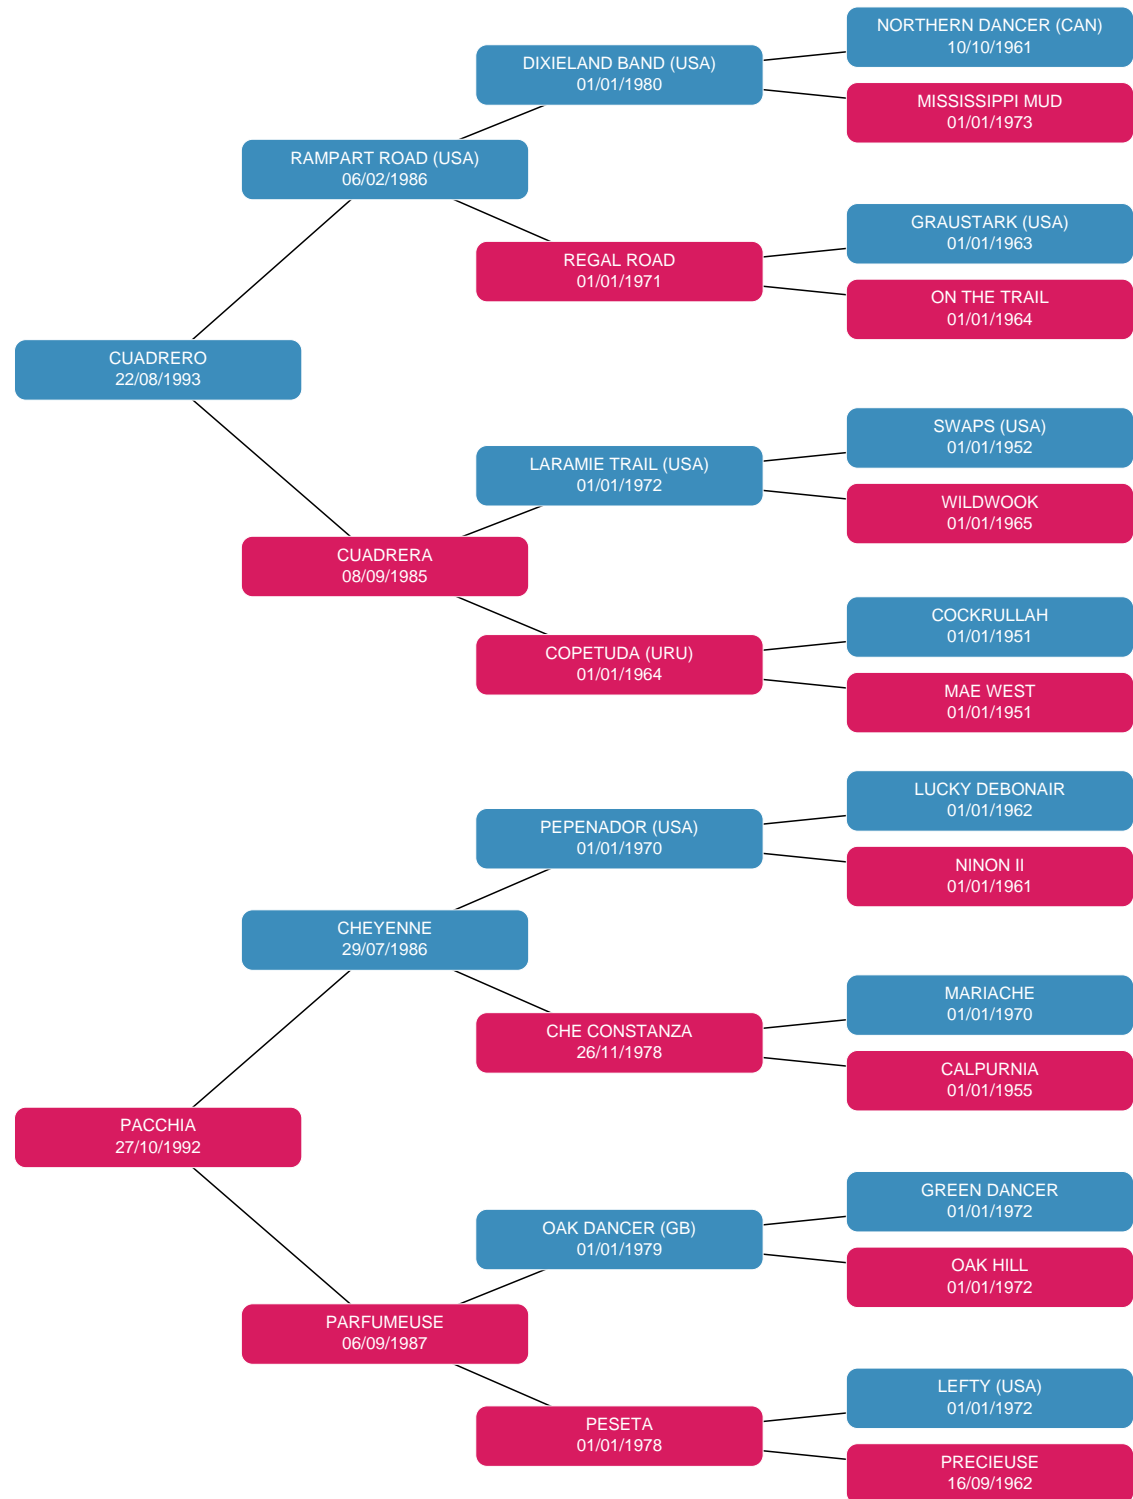 NORTHERN DANCER (CAN)
10/10/1961
DIXIELAND BAND (USA)
01/01/1980
MISSISSIPPI MUD
01/01/1973
RAMPART ROAD (USA)
06/02/1986
GRAUSTARK (USA)
01/01/1963
REGAL ROAD
01/01/1971
ON THE TRAIL
01/01/1964
CUADRERO
22/08/1993
SWAPS (USA)
01/01/1952
LARAMIE TRAIL (USA)
01/01/1972
WILDWOOK
01/01/1965
CUADRERA
08/09/1985
COCKRULLAH
01/01/1951
COPETUDA (URU)
01/01/1964
MAE WEST
01/01/1951
LUCKY DEBONAIR
01/01/1962
PEPENADOR (USA)
01/01/1970
NINON II
01/01/1961
CHEYENNE
29/07/1986
MARIACHE
01/01/1970
CHE CONSTANZA
26/11/1978
CALPURNIA
01/01/1955
PACCHIA
27/10/1992
GREEN DANCER
01/01/1972
OAK DANCER (GB)
01/01/1979
OAK HILL
01/01/1972
PARFUMEUSE
06/09/1987
LEFTY (USA)
01/01/1972
PESETA
01/01/1978
PRECIEUSE
16/09/1962